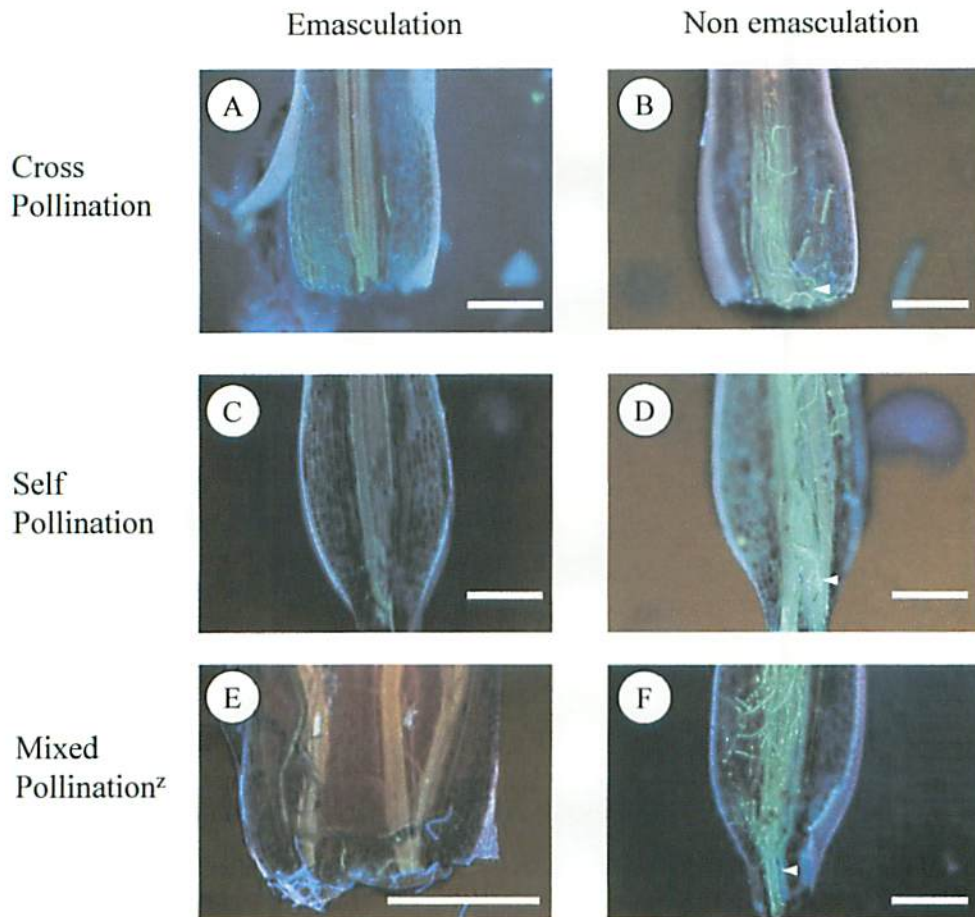 Emasculation
Non emasculation
Cross
Pollination
A
B
Self
Pollination
C
D
Mixed
Pollinationᶻ
E
F